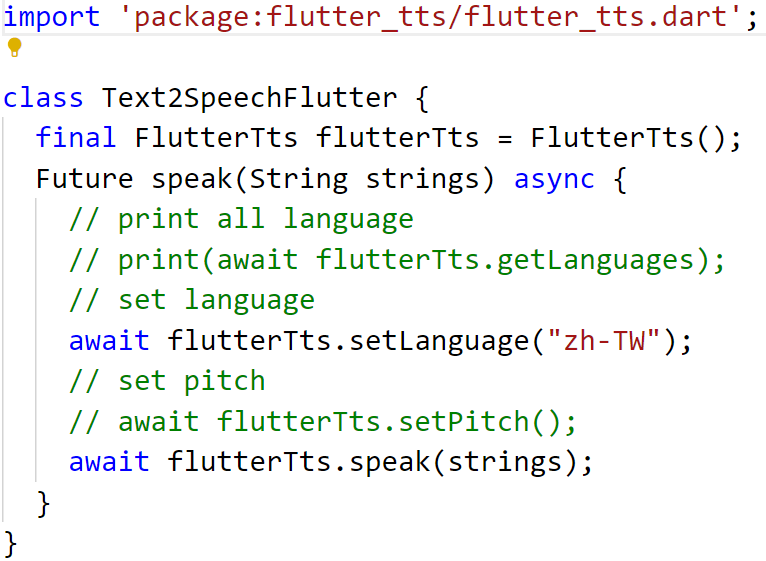 import 'package:flutter_tts/flutter_tts.dart';
class Text2SpeechFlutter {
  final FlutterTts flutterTts = FlutterTts();
  Future speak(String strings) async {
    // print all language
    // print(await flutterTts.getLanguages);
    // set language
    await flutterTts.setLanguage("zh-TW");
    // set pitch
    // await flutterTts.setPitch();
    await flutterTts.speak(strings);
  }
}